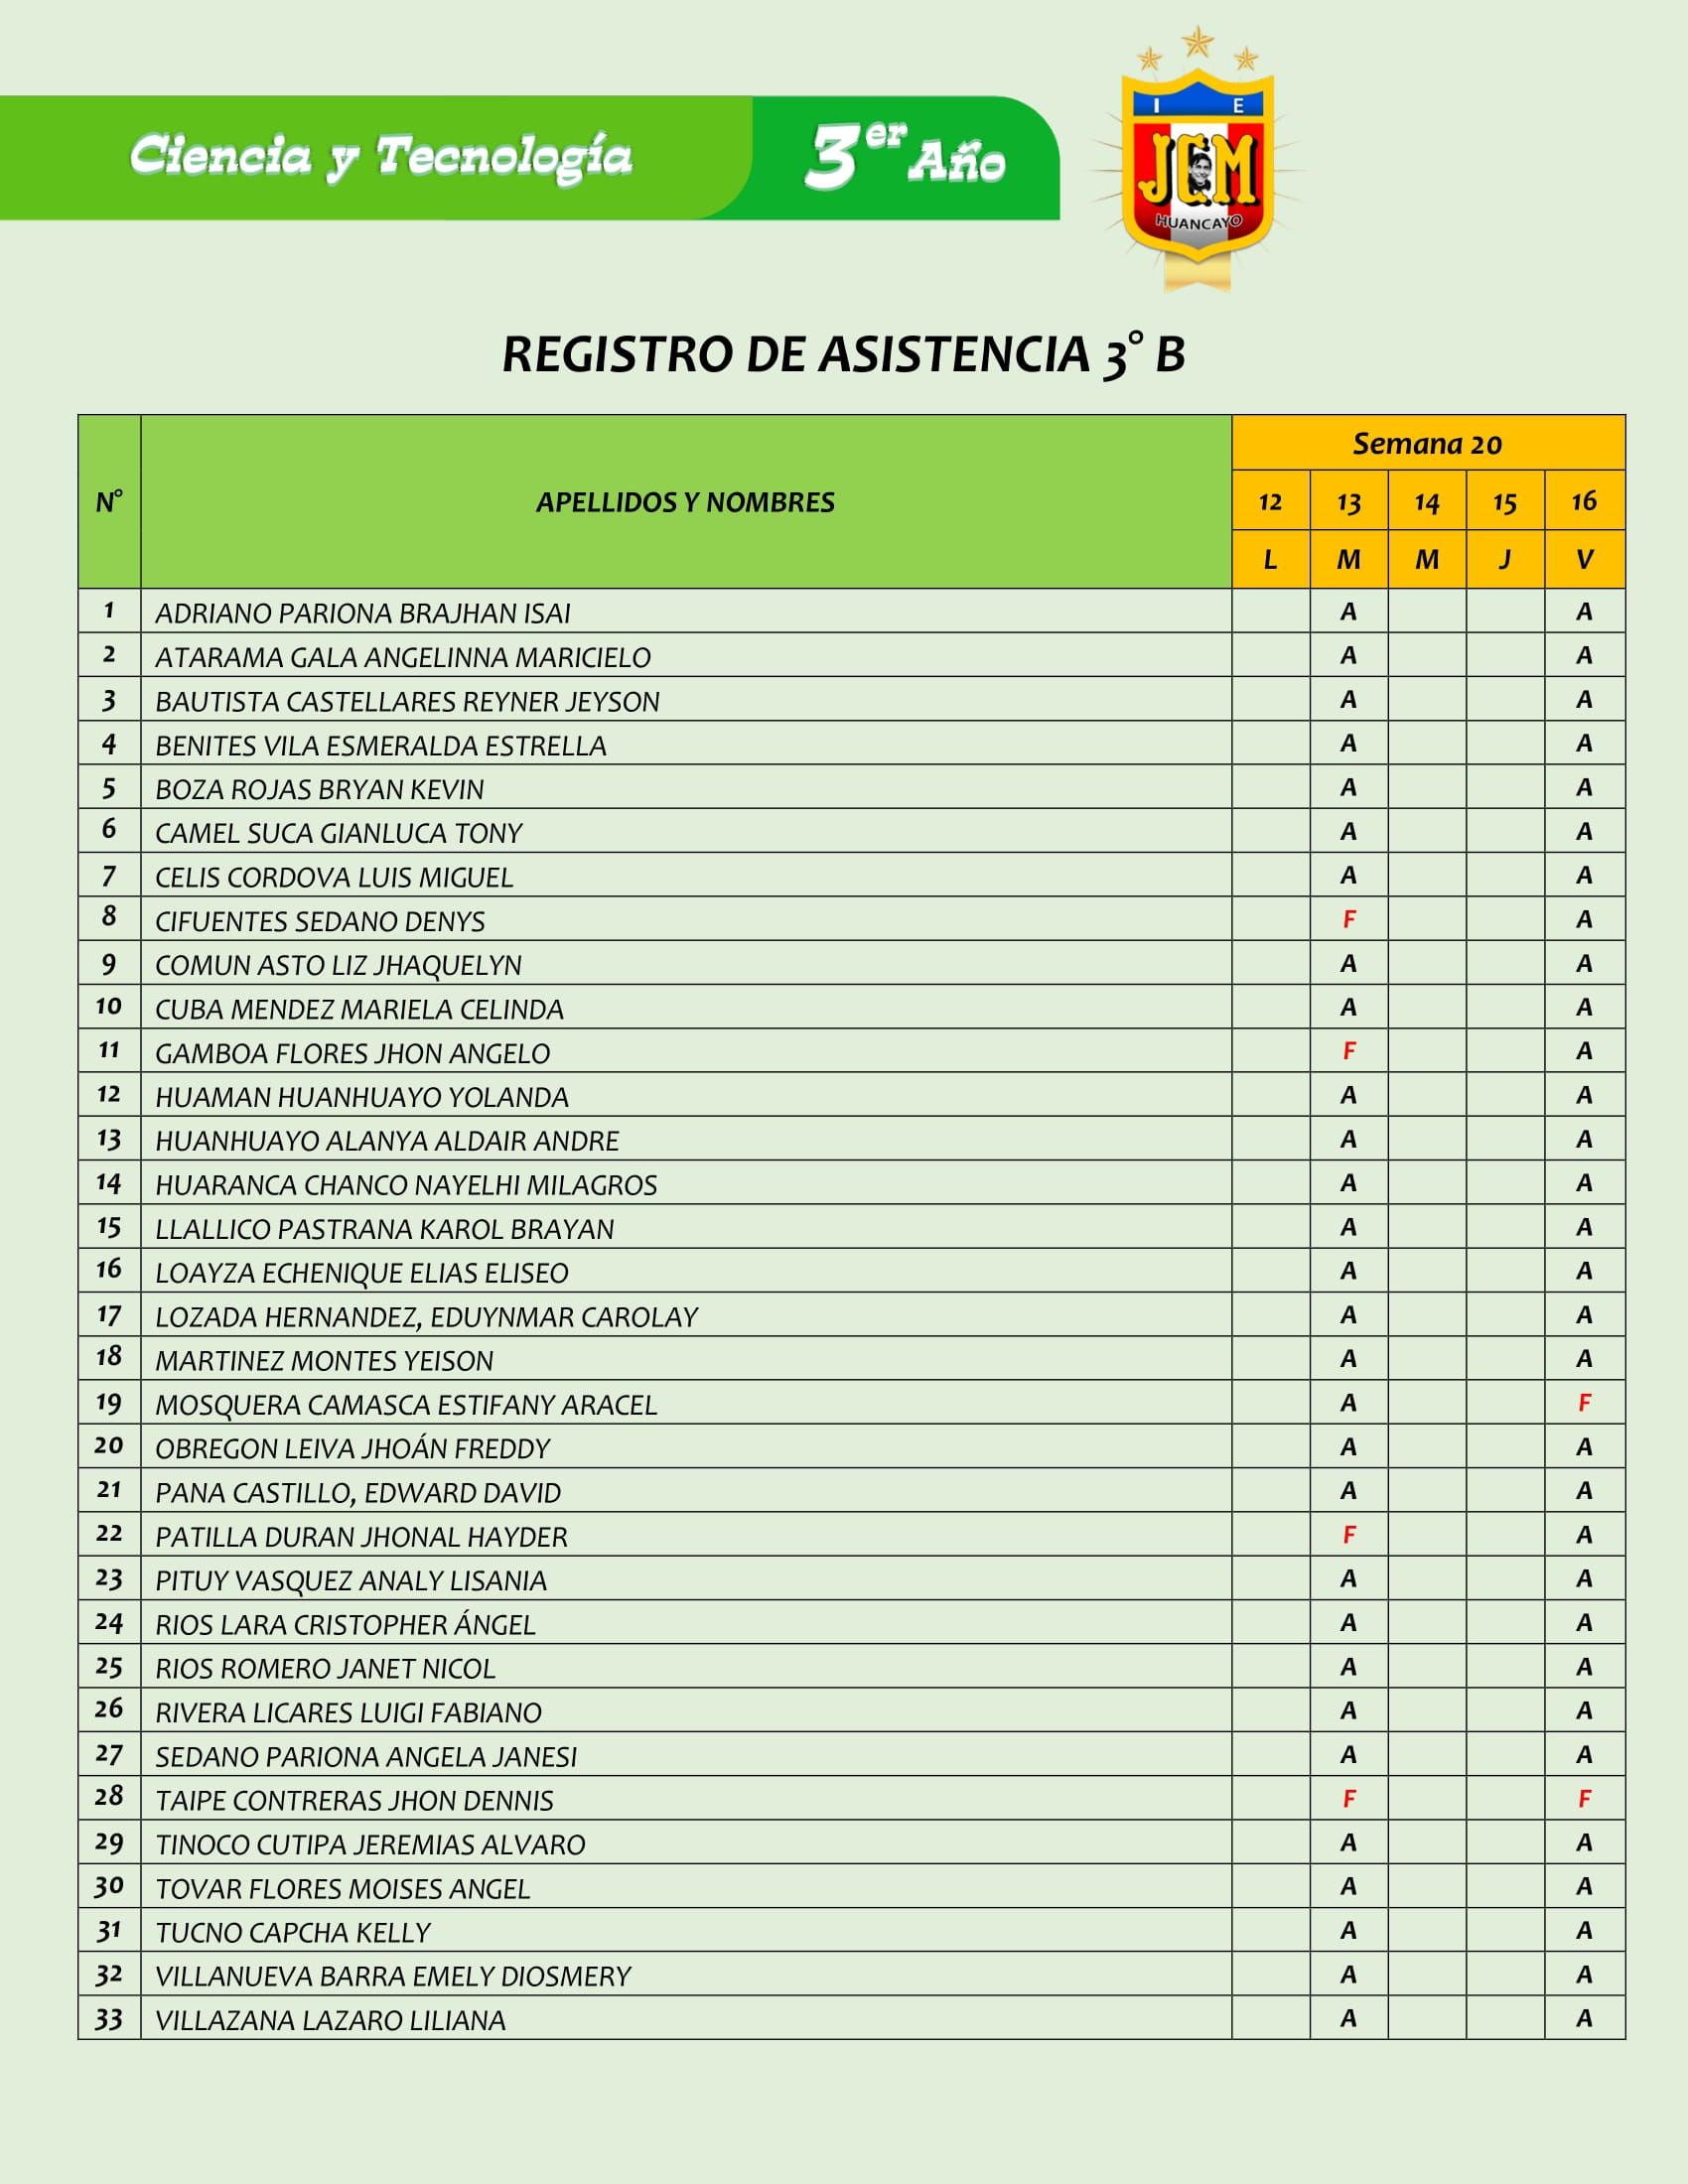 Ciencia y Tecnología
3er Año
I E
JCM
HUANCAYO
REGISTRO DE ASISTENCIA 3° B
N° APELLIDOS Y NOMBRES Semana 20
12 13 14 15 16
L M M J V
1 ADRIANO PARIONA BRAJHAN ISAI A A
2 ATARAMA GALA ANGELINNA MARICIELO A A
3 BAUTISTA CASTELLARES REYNER JEYSON A A
4 BENITES VILA ESMERALDA ESTRELLA A A
5 BOZA ROJAS BRYAN KEVIN A A
6 CAMEL SUCA GIANLUCA TONY A A
7 CELIS CORDOVA LUIS MIGUEL A A
8 CIFUENTES SEDANO DENYS F A
9 COMUN ASTO LIZ JHAQUELYN A A
10 CUBA MENDEZ MARIELA CELINDA A A
11 GAMBOA FLORES JHON ANGELO F A
12 HUAMAN HUANHUAYO YOLANDA A A
13 HUANHUAYO ALANYA ALDAIR ANDRE A A
14 HUARANCA CHANCO NAYELHI MILAGROS A A
15 LLALLICO PASTRANA KAROL BRAYAN A A
16 LOAYZA ECHENIQUE ELIAS ELISEO A A
17 LOZADA HERNANDEZ, EDUYNMAR CAROLAY A A
18 MARTINEZ MONTES YEISON A A
19 MOSQUERA CAMASCA ESTIFANY ARACEL A F
20 OBREGON LEIVA JHOÁN FREDDY A A
21 PANA CASTILLO, EDWARD DAVID A A
22 PATILLA DURAN JHONAL HAYDER F A
23 PITUY VASQUEZ ANALY LISANIA A A
24 RIOS LARA CRISTOPHER ÁNGEL A A
25 RIOS ROMERO JANET NICOL A A
26 RIVERA LICARES LUIGI FABIANO A A
27 SEDANO PARIONA ANGELA JANESI A A
28 TAIPE CONTRERAS JHON DENNIS F F
29 TINOCO CUTIPA JEREMIAS ALVARO A A
30 TOVAR FLORES MOISES ANGEL A A
31 TUCNO CAPCHA KELLY A A
32 VILLANUEVA BARRA EMELY DIOSMERY A A
33 VILLAZANA LAZARO LILIANA A A